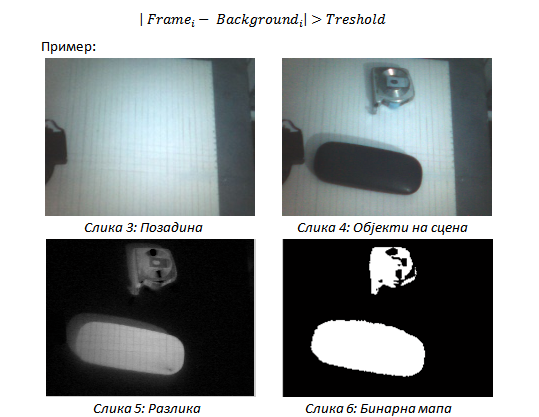 | Frameᵢ − Backgroundᵢ| > Treshold
Пример:
Слика 3: Позадина
Слика 4: Објекти на сцена
Слика 5: Разлика
Слика 6: Бинарна мапа